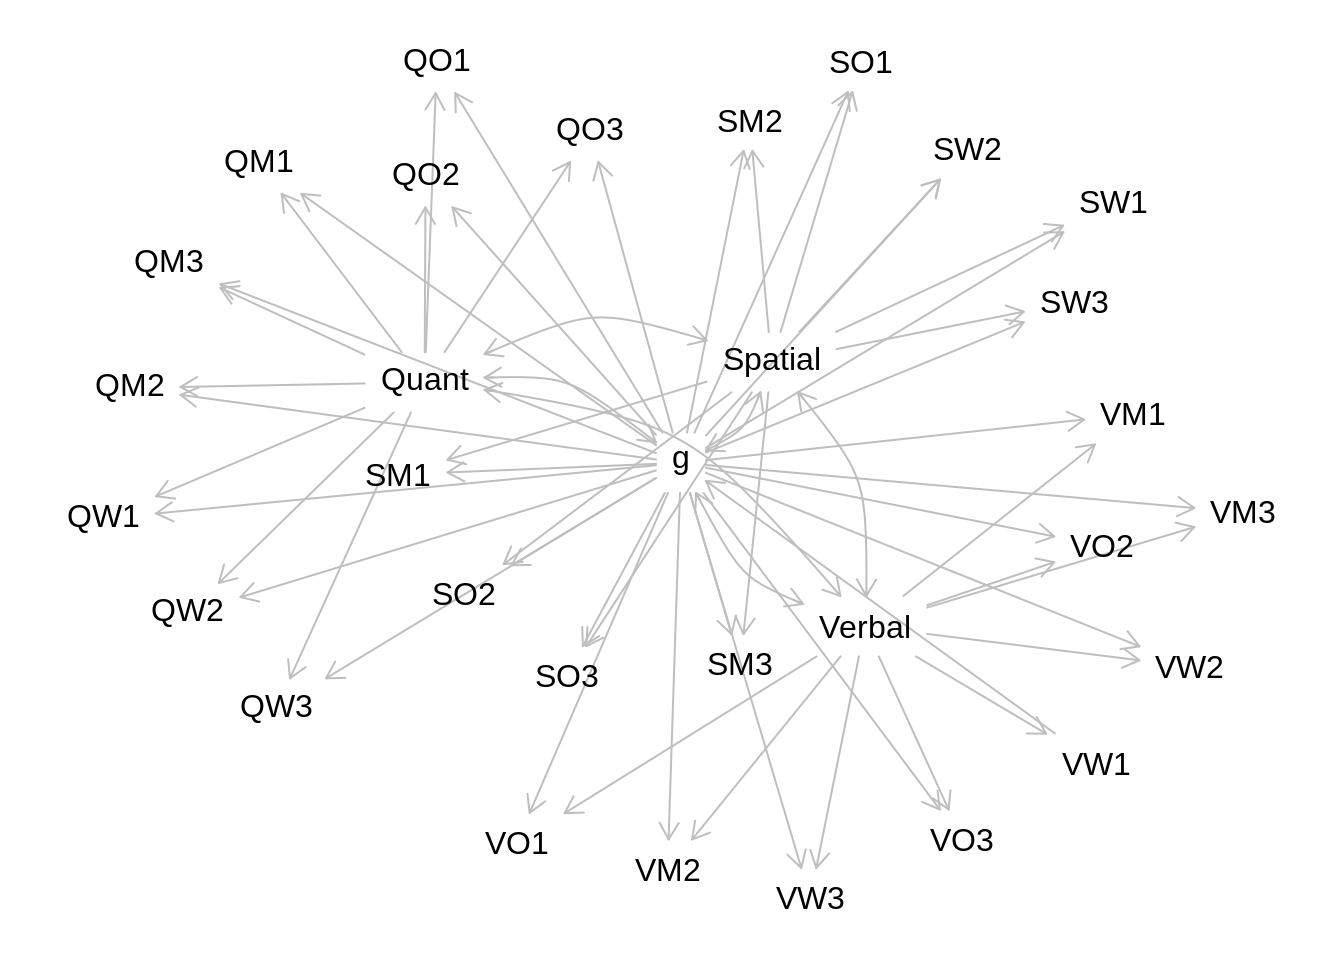 QO1
SO1
SM2
QO3
SW2
QM1
QO2
SW1
QM3
SW3
Spatial
Quant
QM2
VM1
g
SM1
VM3
QW1
VO2
SO2
QW2
Verbal
SM3
VW2
SO3
QW3
VW1
VO3
VO1
VM2
VW3